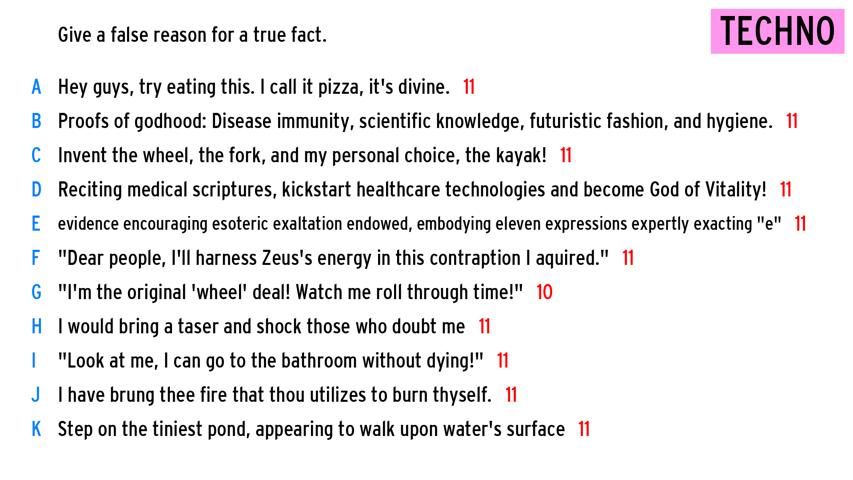 Give a false reason for a true fact.
TECHNO
A Hey guys, try eating this. I call it pizza, it's divine. 11
B Proofs of godhood: Disease immunity, scientific knowledge, futuristic fashion, and hygiene. 11
C Invent the wheel, the fork, and my personal choice, the kayak! 11
D Reciting medical scriptures, kickstart healthcare technologies and become God of Vitality! 11
E evidence encouraging esoteric exaltation endowed, embodying eleven expressions expertly exacting "e" 11
F "Dear people, I'll harness Zeus's energy in this contraption I aquired." 11
G "I'm the original 'wheel' deal! Watch me roll through time!" 10
H I would bring a taser and shock those who doubt me 11
I "Look at me, I can go to the bathroom without dying!" 11
J I have brung thee fire that thou utilizes to burn thyself. 11
K Step on the tiniest pond, appearing to walk upon water's surface 11